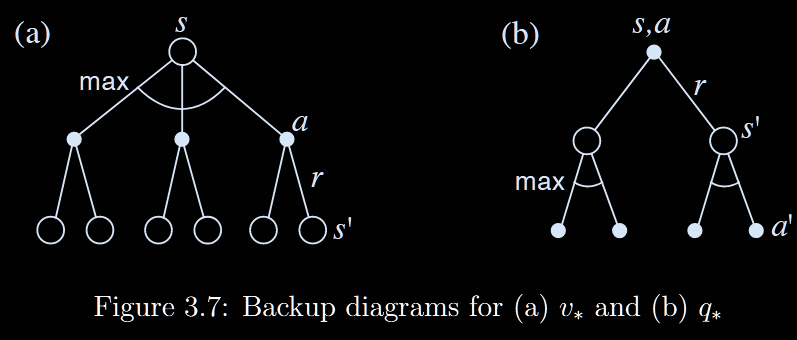 (a)
s
max
a
r
s'
(b)
s,a
r
s'
max
a'
Figure 3.7: Backup diagrams for (a) v* and (b) q*